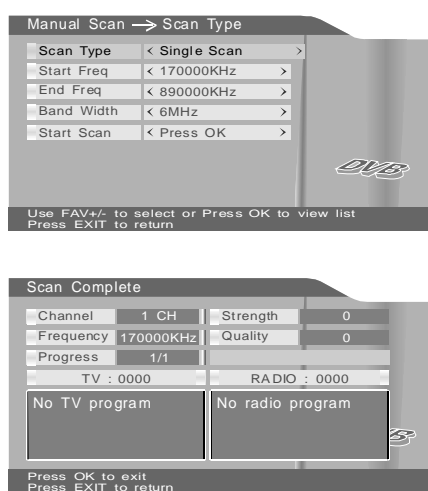 Manual Scan → Scan Type
Scan Type < Single Scan >
Start Freq < 170000KHz >
End Freq < 890000KHz >
Band Width < 6MHz >
Start Scan < Press OK >
DVB
Use FAV+/- to select or Press OK to view list
Press EXIT to return
Scan Complete
Channel 1 CH Strength 0
Frequency 170000KHz Quality 0
Progress 1/1
TV : 0000 RADIO : 0000
No TV program No radio program
Press OK to exit
Press EXIT to return